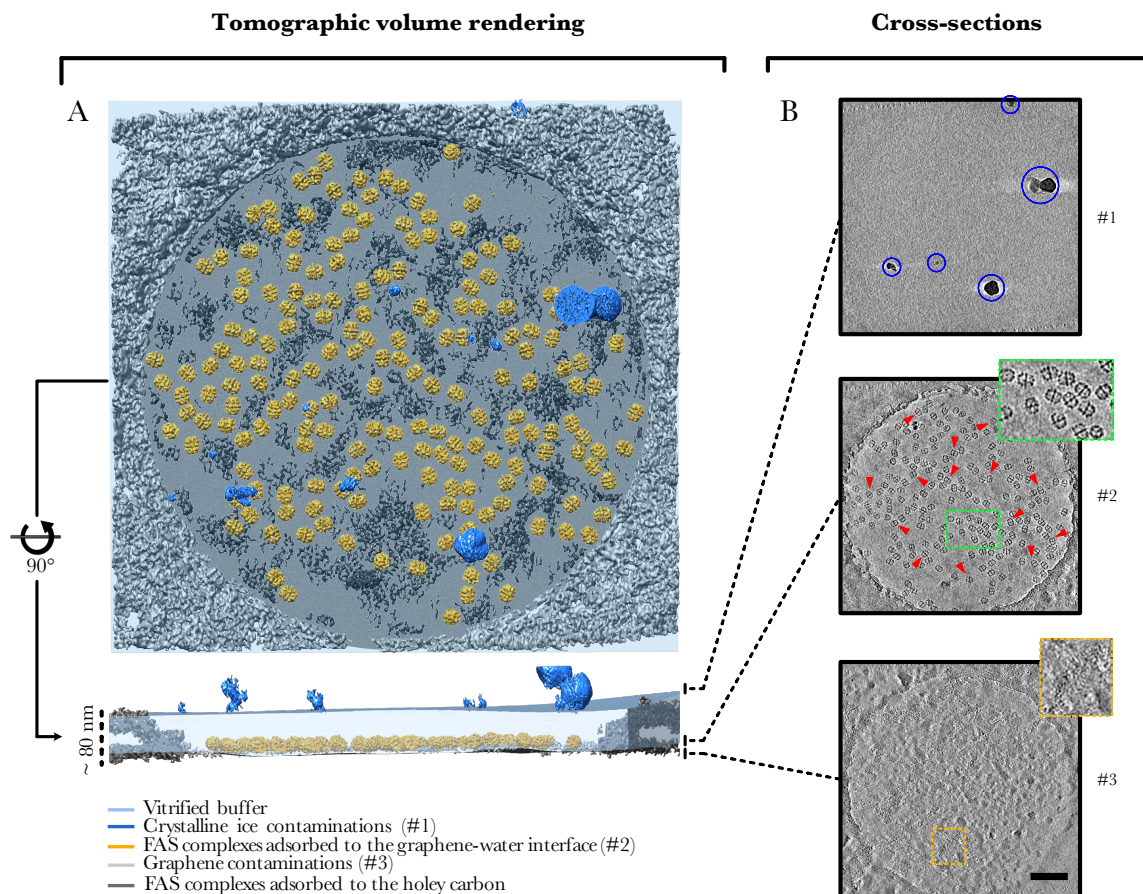 Tomographic volume rendering
Cross-sections
A
B
#1
#2
90°
~ 80 nm
#3
Vitrified buffer
Crystalline ice contaminations (#1)
FAS complexes adsorbed to the graphene-water interface (#2)
Graphene contaminations (#3)
FAS complexes adsorbed to the holey carbon